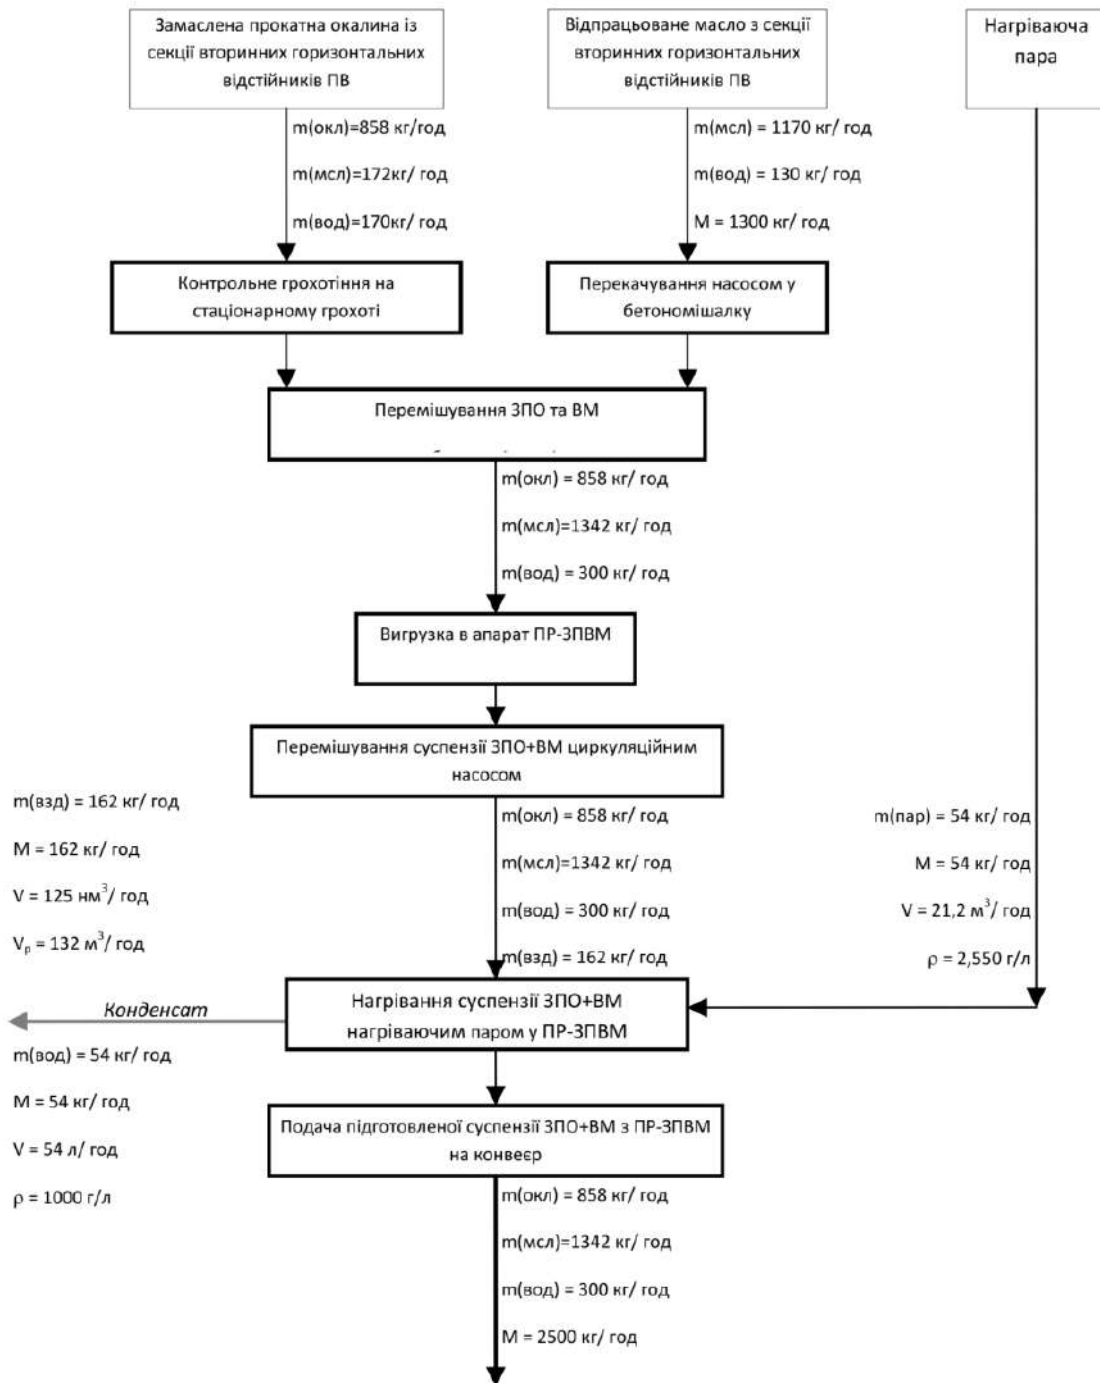 Замаслена прокатна окалина із
секції вторинних горизонтальних
відстійників ПВ
Відпрацьоване масло з секції
вторинних горизонтальних
відстійників ПВ
Нагріваюча
пара
m(окл)=858 кг/год
m(мсл)=172кг/ год
m(вод)=170кг/ год
m(мсл) = 1170 кг/ год
m(вод) = 130 кг/ год
М = 1300 кг/ год
Контрольне грохотіння на
стаціонарному грохоті
Перекачування насосом у
бетономішалку
Перемішування ЗПО та ВМ
m(окл) = 858 кг/ год
m(мсл)=1342 кг/ год
m(вод) = 300 кг/ год
Вигрузка в апарат ПР-ЗПВМ
Перемішування суспензії ЗПО+ВМ циркуляційним
насосом
m(взд) = 162 кг/ год
М = 162 кг/ год
V = 125 нм³/ год
Vр = 132 м³/ год
m(окл) = 858 кг/ год
m(мсл)=1342 кг/ год
m(вод) = 300 кг/ год
m(взд) = 162 кг/ год
m(пар) = 54 кг/ год
М = 54 кг/ год
V = 21,2 м³/ год
ρ = 2,550 г/л
Нагрівання суспензії ЗПО+ВМ
нагріваючим паром у ПР-ЗПВМ
Конденсат
m(вод) = 54 кг/ год
М = 54 кг/ год
V = 54 л/ год
ρ = 1000 г/л
Подача підготовленої суспензії ЗПО+ВМ з ПР-ЗПВМ
на конвеєр
m(окл) = 858 кг/ год
m(мсл)=1342 кг/ год
m(вод) = 300 кг/ год
М = 2500 кг/ год